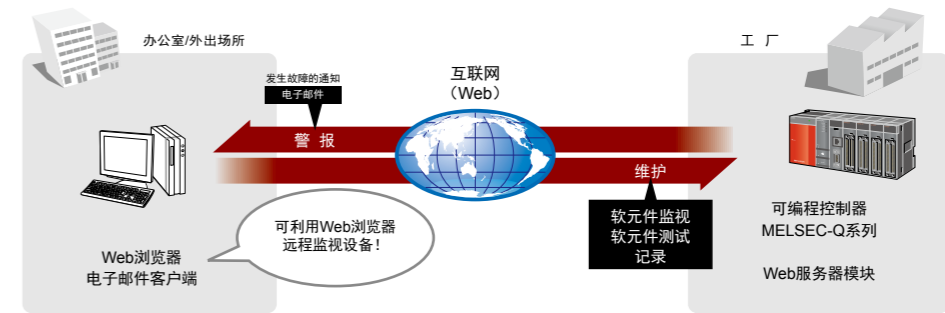 办公室/外出场所
工 厂
发生故障的通知
电子邮件
互联网
（Web）
警 报
维护
软元件监视
软元件测试
记录
可利用Web浏览器
远程监视设备！
Web浏览器
电子邮件客户端
可编程控制器
MELSEC-Q系列
Web服务器模块